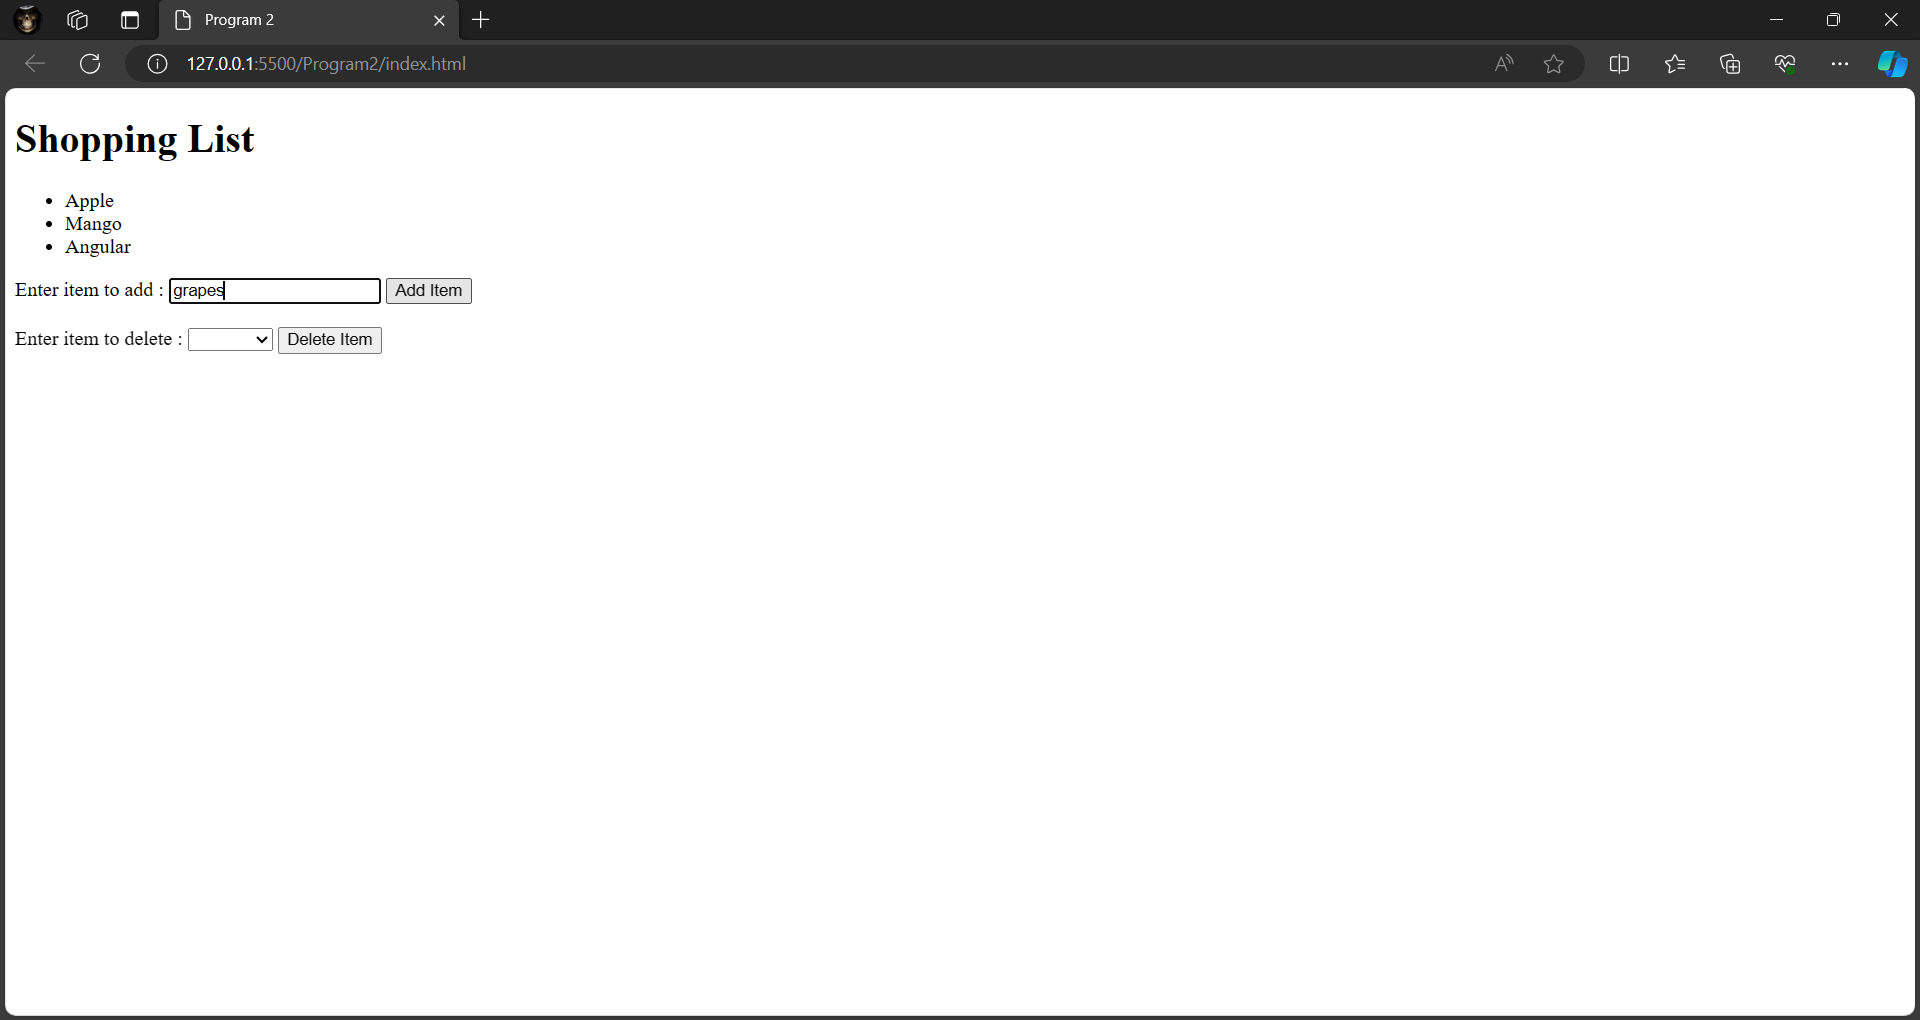 Program 2
127.0.0.1:5500/Program2/index.html
Shopping List
• Apple
• Mango
• Angular
Enter item to add : grapes Add Item
Enter item to delete : Delete Item